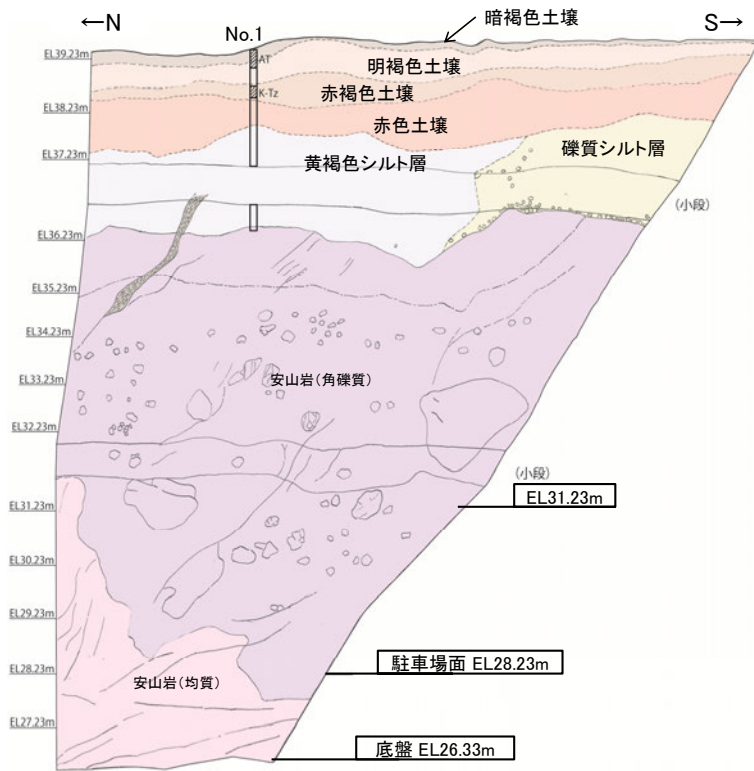 ←N
S→
暗褐色土壌
No.1
EL39.23m
AT
明褐色土壌
K-Tz
赤褐色土壌
EL38.23m
赤色土壌
EL37.23m
黄褐色シルト層
礫質シルト層
(小段)
EL36.23m
EL35.23m
EL34.23m
EL33.23m
安山岩(角礫質)
EL32.23m
(小段)
EL31.23m
EL31.23m
EL30.23m
EL29.23m
駐車場面 EL28.23m
EL28.23m
安山岩(均質)
EL27.23m
底盤 EL26.33m